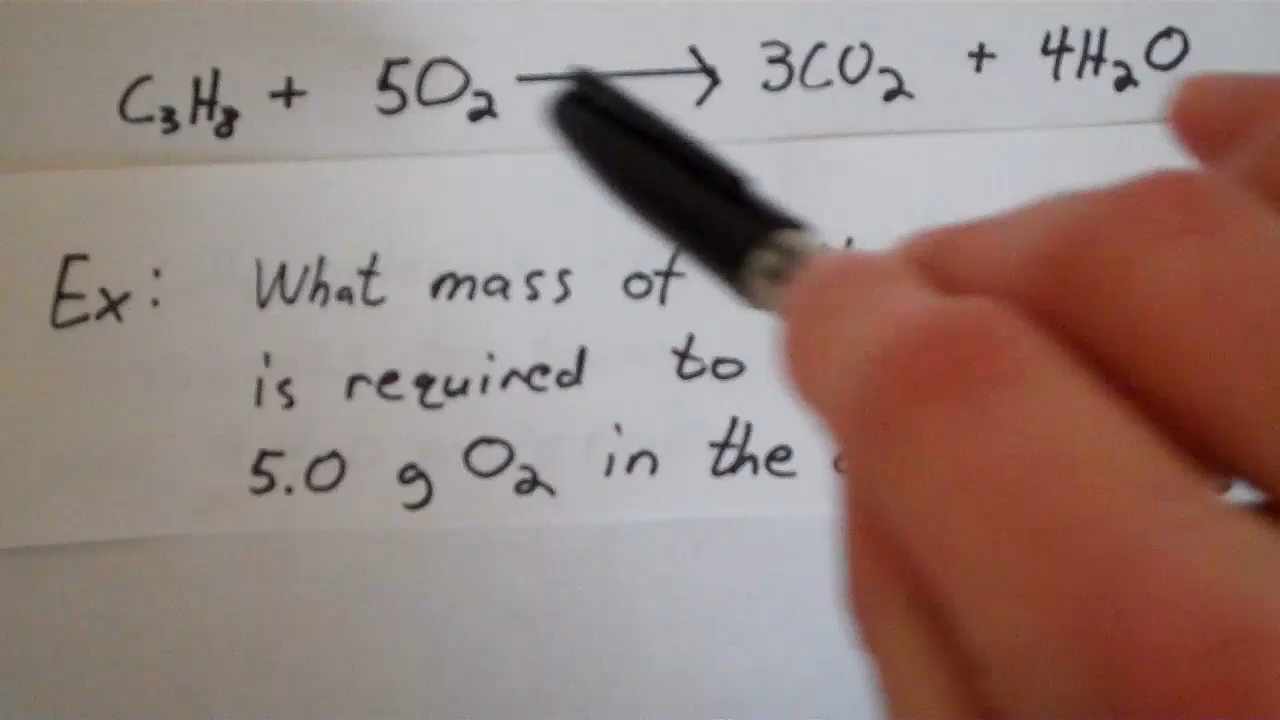 C₃H₈ + 5O₂ → 3CO₂ + 4H₂O
Ex: What mass of
is required to
5.0 g O₂ in the